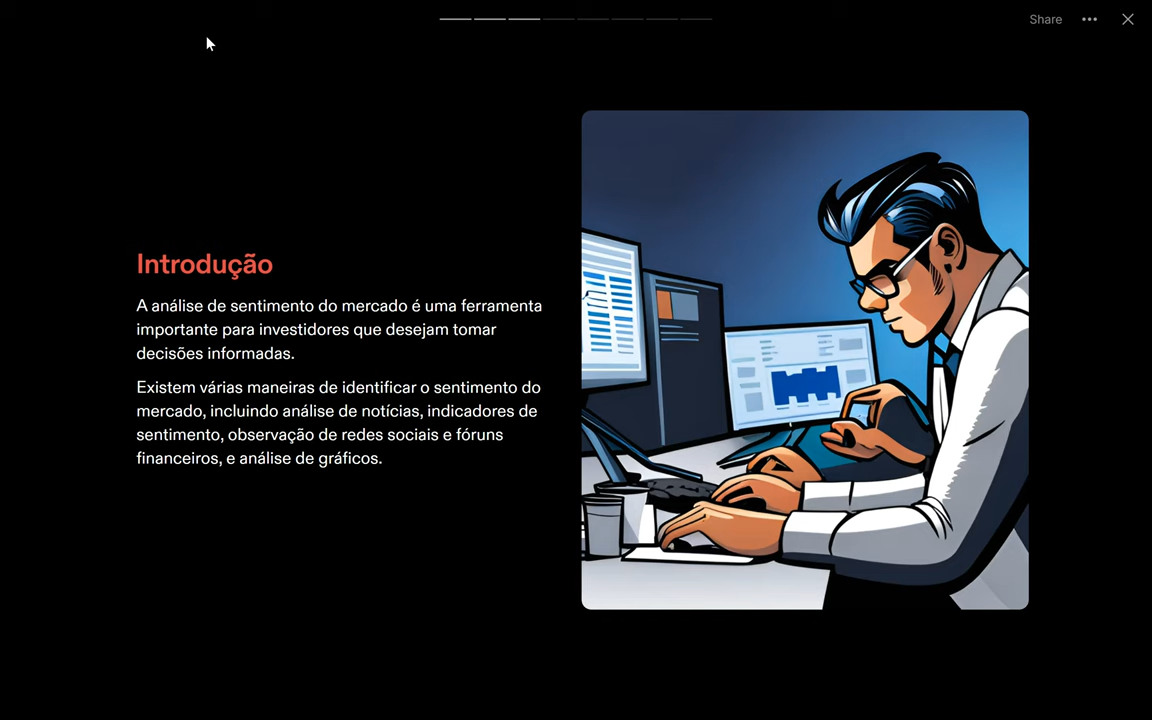 Share
Introdução
A análise de sentimento do mercado é uma ferramenta
importante para investidores que desejam tomar
decisões informadas.
Existem várias maneiras de identificar o sentimento do
mercado, incluindo análise de notícias, indicadores de
sentimento, observação de redes sociais e fóruns
financeiros, e análise de gráficos.